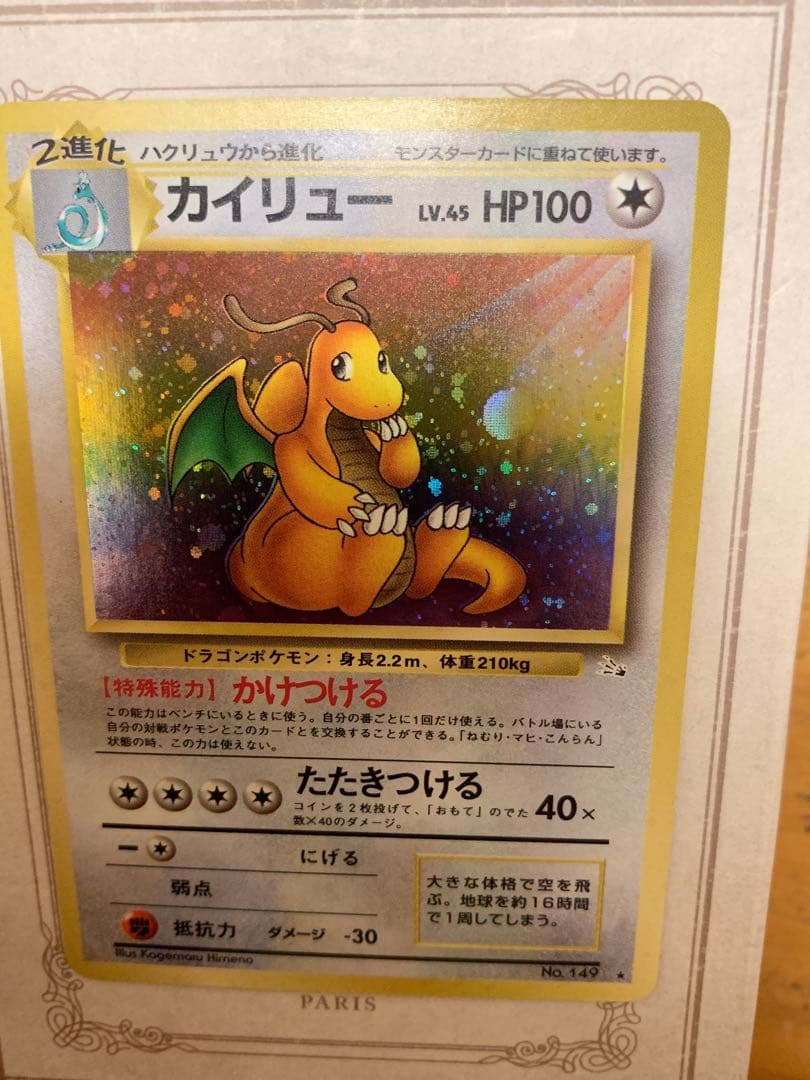 2進化 ハクリュウから進化 モンスターカードに重ねて使います。
カイリュー LV.45 HP100
ドラゴンポケモン：身長2.2m、体重210kg
【特殊能力】かけつける
この能力はベンチにいるときに使う。自分の番ごとに1回だけ使える。バトル場にいる
自分の対戦ポケモンとこのカードとを交換することができる。「ねむり・マヒ・こんらん」
状態の時、この力は使えない。
たたきつける
コインを2枚投げて、「おもて」のでた
数×40のダメージ。
40×
にげる
弱点
抵抗力 ダメージ -30
大きな体格で空を飛
ぶ。地球を約16時間
で1周してしまう。
Illus Kagemaru Himeno
No. 149
PARIS